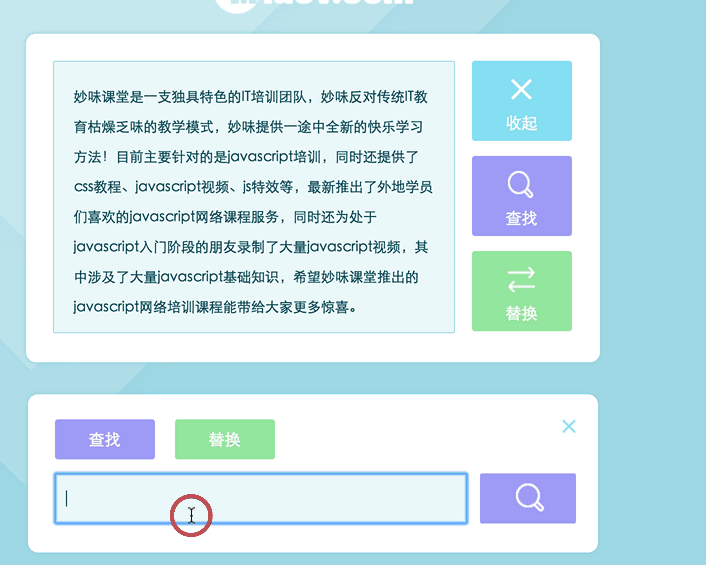 妙味课堂是一支独具特色的IT培训团队，妙味反对传统IT教
育枯燥乏味的教学模式，妙味提供一途中全新的快乐学习
方法！目前主要针对的是javascript培训，同时还提供了
css教程、javascript视频、js特效等，最新推出了外地学员
们喜欢的javascript网络课程服务，同时还为处于
javascript入门阶段的朋友录制了大量javascript视频，其
中涉及了大量javascript基础知识，希望妙味课堂推出的
javascript网络培训课程能带给大家更多惊喜。
收起
查找
替换
查找
替换